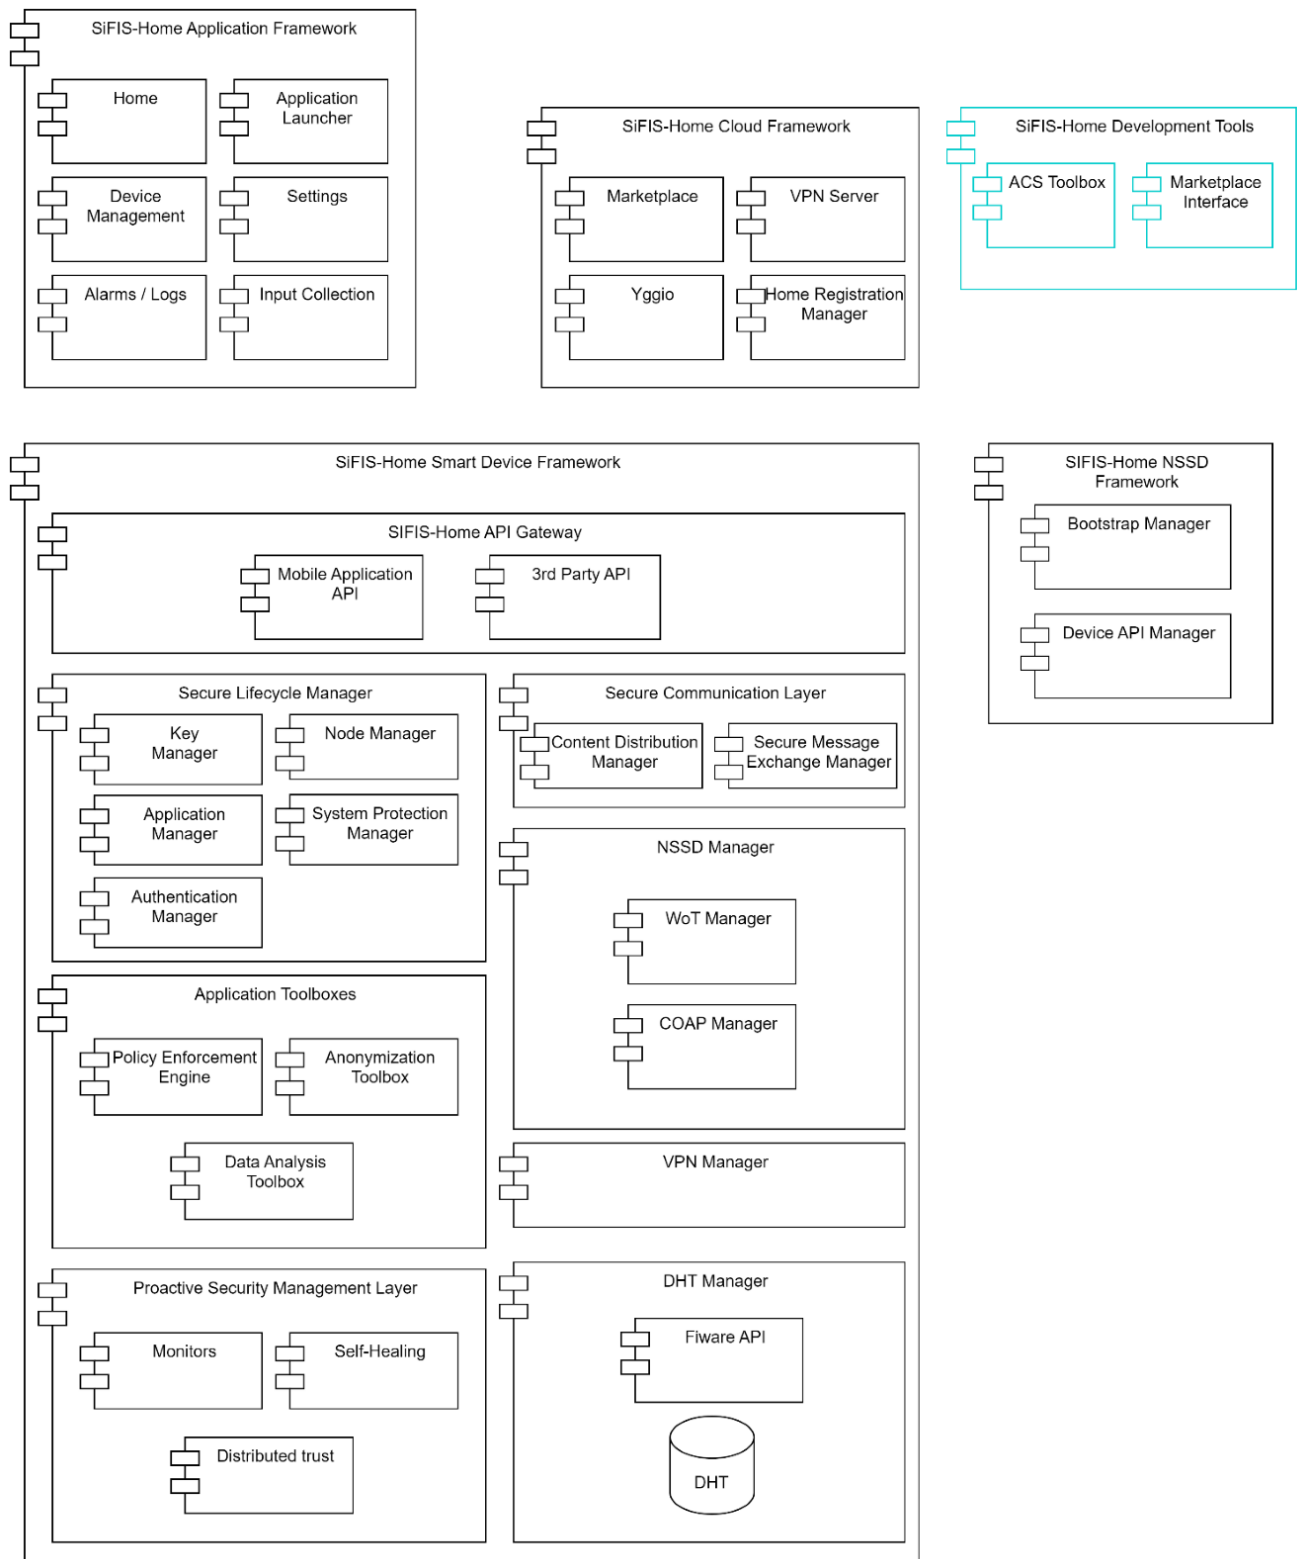 SiFIS-Home Application Framework
Home
Application
Launcher
Device
Management
Settings
Alarms / Logs
Input Collection
SiFIS-Home Cloud Framework
Marketplace
VPN Server
Yggio
Home Registration
Manager
SiFIS-Home Development Tools
ACS Toolbox
Marketplace
Interface
SiFIS-Home Smart Device Framework
SIFIS-Home API Gateway
Mobile Application
API
3rd Party API
Secure Lifecycle Manager
Key
Manager
Node Manager
Application
Manager
System Protection
Manager
Authentication
Manager
Application Toolboxes
Policy Enforcement
Engine
Anonymization
Toolbox
Data Analysis
Toolbox
Proactive Security Management Layer
Monitors
Self-Healing
Distributed trust
Secure Communication Layer
Content Distribution
Manager
Secure Message
Exchange Manager
NSSD Manager
WoT Manager
COAP Manager
VPN Manager
DHT Manager
Fiware API
DHT
SIFIS-Home NSSD
Framework
Bootstrap Manager
Device API Manager